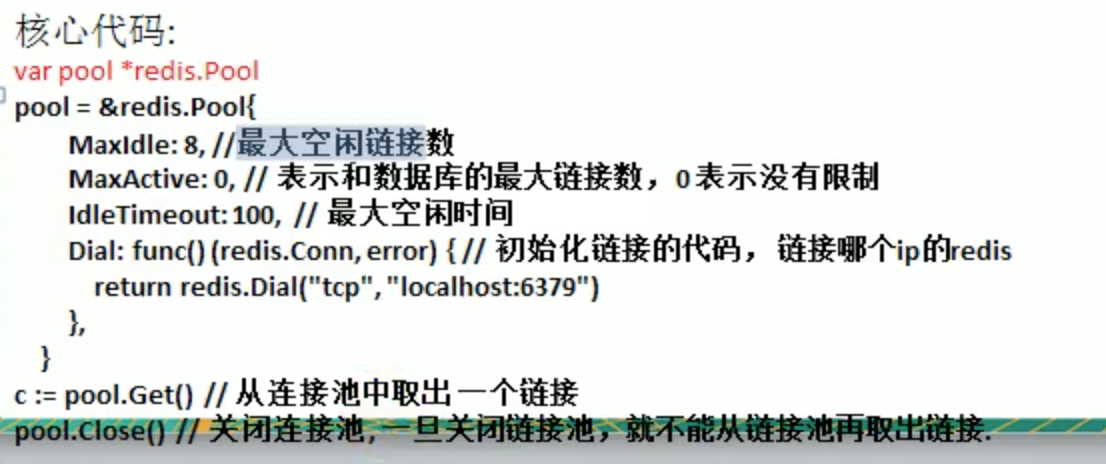 核心代码:
var pool *redis.Pool
pool = &redis.Pool{
MaxIdle: 8, //最大空闲链接数
MaxActive: 0, // 表示和数据库的最大链接数，0 表示没有限制
IdleTimeout: 100, // 最大空闲时间
Dial: func() (redis.Conn, error) { // 初始化链接的代码，链接哪个ip的redis
return redis.Dial("tcp", "localhost:6379")
},
}
c := pool.Get() // 从连接池中取出一个链接
pool.Close() // 关闭连接池, 一旦关闭链接池，就不能从链接池再取出链接.